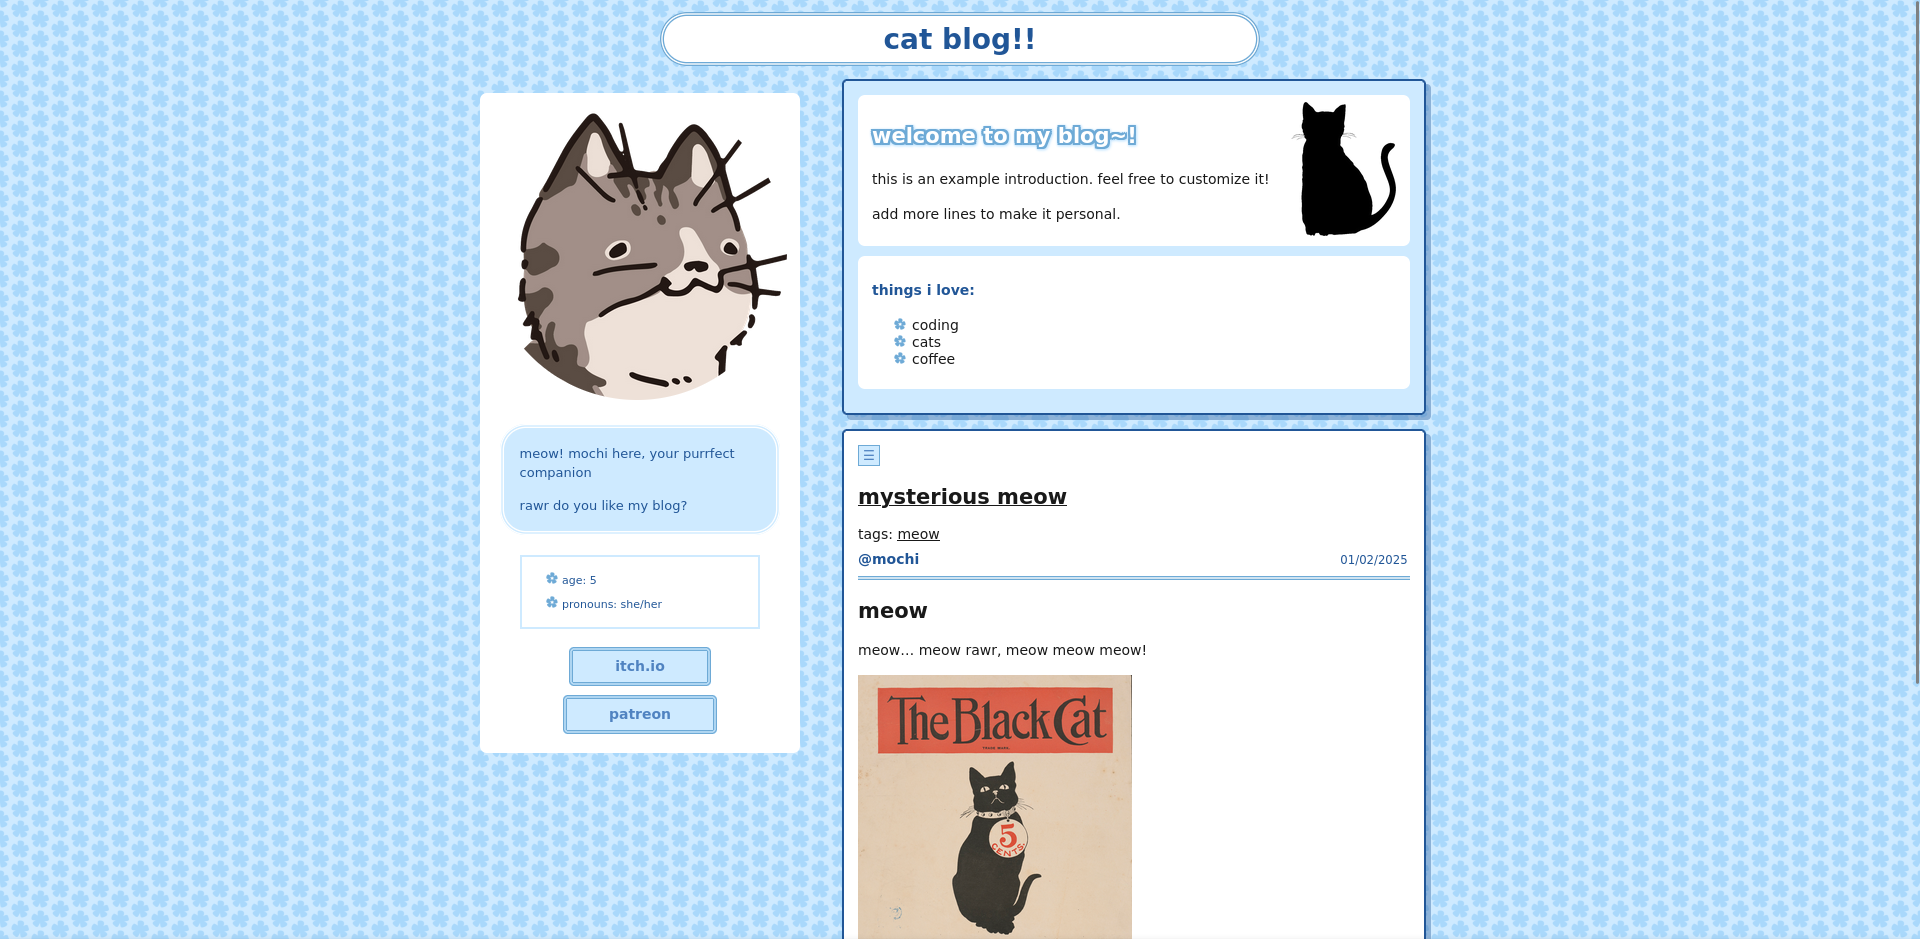 cat blog!!
meow! mochi here, your purrfect
companion
rawr do you like my blog?
age: 5
pronouns: she/her
itch.io
patreon
welcome to my blog~!
this is an example introduction. feel free to customize it!
add more lines to make it personal.
things i love:
coding
cats
coffee
mysterious meow
tags: meow
@mochi 01/02/2025
meow
meow... meow rawr, meow meow meow!
The Black Cat
TRADE MARK.
5
CENTS.